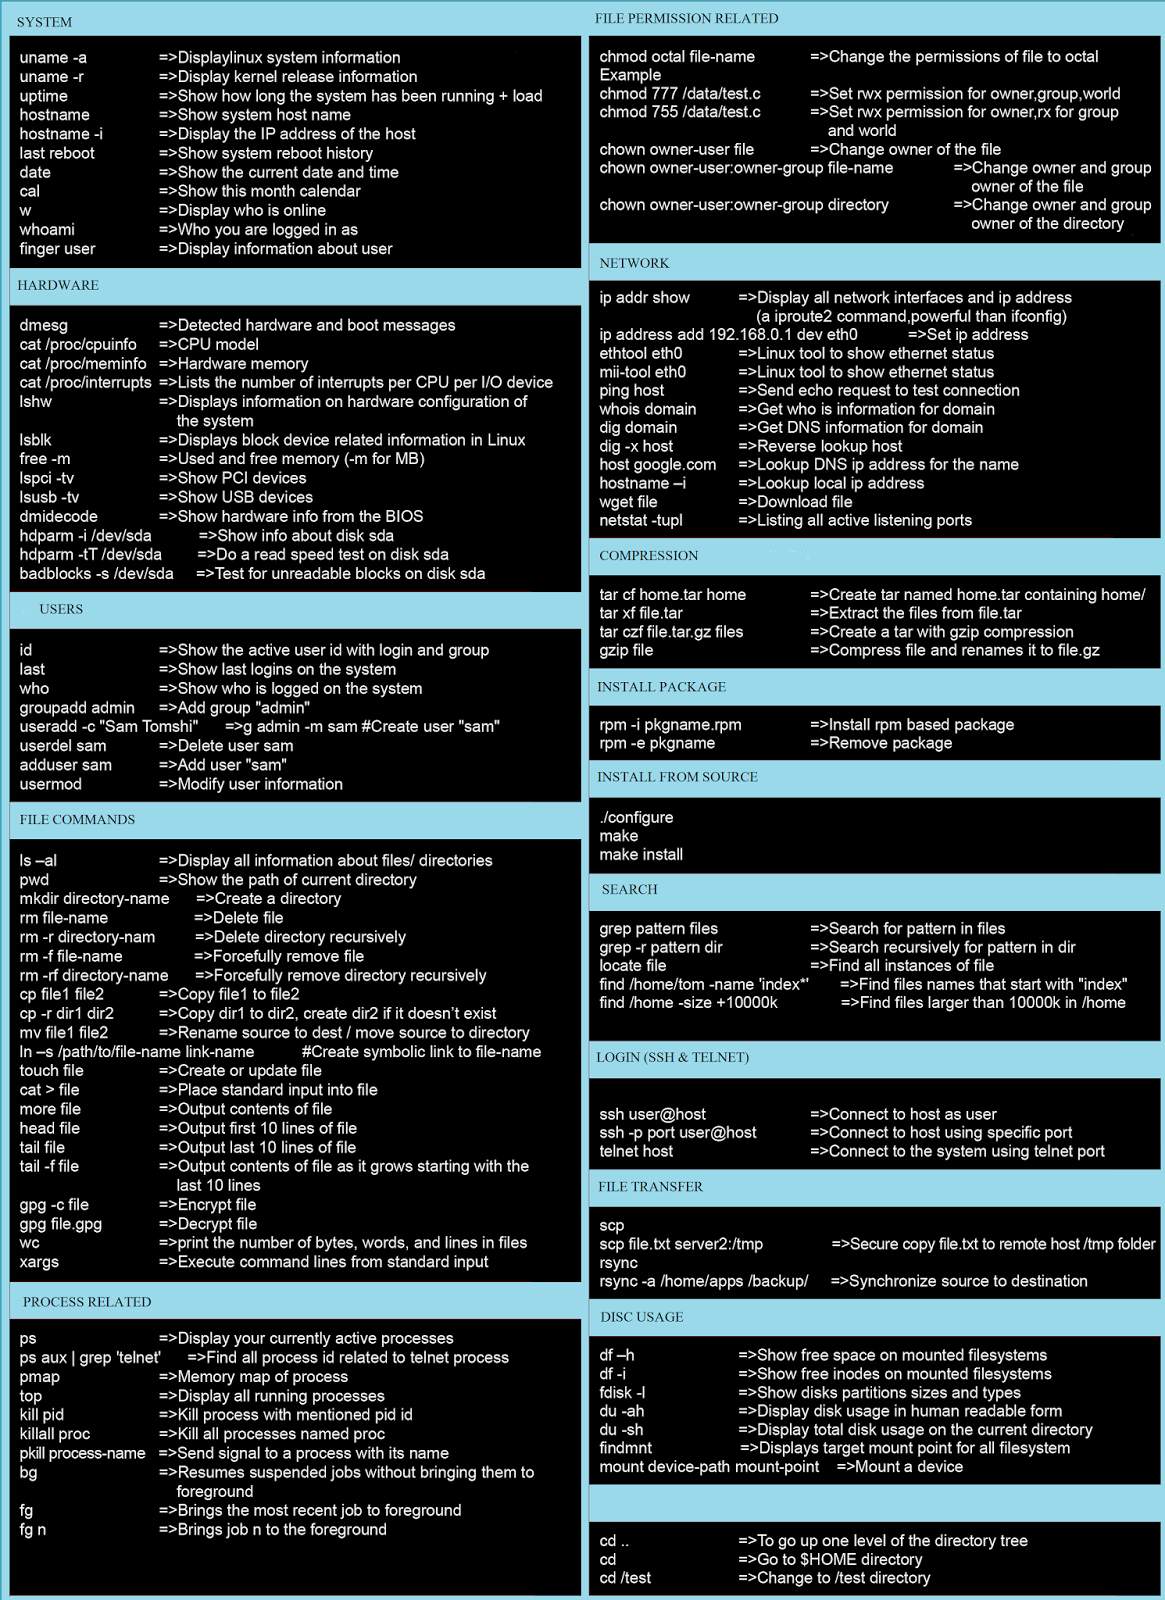 SYSTEM
uname -a =>Displaylinux system information
uname -r =>Display kernel release information
uptime =>Show how long the system has been running + load
hostname =>Show system host name
hostname -i =>Display the IP address of the host
last reboot =>Show system reboot history
date =>Show the current date and time
cal =>Show this month calendar
w =>Display who is online
whoami =>Who you are logged in as
finger user =>Display information about user
HARDWARE
dmesg =>Detected hardware and boot messages
cat /proc/cpuinfo =>CPU model
cat /proc/meminfo =>Hardware memory
cat /proc/interrupts =>Lists the number of interrupts per CPU per I/O device
lshw =>Displays information on hardware configuration of
the system
lsblk =>Displays block device related information in Linux
free -m =>Used and free memory (-m for MB)
lspci -tv =>Show PCI devices
lsusb -tv =>Show USB devices
dmidecode =>Show hardware info from the BIOS
hdparm -i /dev/sda =>Show info about disk sda
hdparm -tT /dev/sda =>Do a read speed test on disk sda
badblocks -s /dev/sda =>Test for unreadable blocks on disk sda
USERS
id =>Show the active user id with login and group
last =>Show last logins on the system
who =>Show who is logged on the system
groupadd admin =>Add group "admin"
useradd -c "Sam Tomshi" =>g admin -m sam #Create user "sam"
userdel sam =>Delete user sam
adduser sam =>Add user "sam"
usermod =>Modify user information
FILE COMMANDS
ls –al =>Display all information about files/ directories
pwd =>Show the path of current directory
mkdir directory-name =>Create a directory
rm file-name =>Delete file
rm -r directory-nam =>Delete directory recursively
rm -f file-name =>Forcefully remove file
rm -rf directory-name =>Forcefully remove directory recursively
cp file1 file2 =>Copy file1 to file2
cp -r dir1 dir2 =>Copy dir1 to dir2, create dir2 if it doesn't exist
mv file1 file2 =>Rename source to dest / move source to directory
ln –s /path/to/file-name link-name #Create symbolic link to file-name
touch file =>Create or update file
cat > file =>Place standard input into file
more file =>Output contents of file
head file =>Output first 10 lines of file
tail file =>Output last 10 lines of file
tail -f file =>Output contents of file as it grows starting with the
last 10 lines
gpg -c file =>Encrypt file
gpg file.gpg =>Decrypt file
wc =>print the number of bytes, words, and lines in files
xargs =>Execute command lines from standard input
PROCESS RELATED
ps =>Display your currently active processes
ps aux | grep 'telnet' =>Find all process id related to telnet process
pmap =>Memory map of process
top =>Display all running processes
kill pid =>Kill process with mentioned pid id
killall proc =>Kill all processes named proc
pkill process-name =>Send signal to a process with its name
bg =>Resumes suspended jobs without bringing them to
foreground
fg =>Brings the most recent job to foreground
fg n =>Brings job n to the foreground
FILE PERMISSION RELATED
chmod octal file-name =>Change the permissions of file to octal
Example
chmod 777 /data/test.c =>Set rwx permission for owner,group,world
chmod 755 /data/test.c =>Set rwx permission for owner,rx for group
and world
chown owner-user file =>Change owner of the file
chown owner-user:owner-group file-name =>Change owner and group
owner of the file
chown owner-user:owner-group directory =>Change owner and group
owner of the directory
NETWORK
ip addr show =>Display all network interfaces and ip address
(a iproute2 command,powerful than ifconfig)
ip address add 192.168.0.1 dev eth0 =>Set ip address
ethtool eth0 =>Linux tool to show ethernet status
mii-tool eth0 =>Linux tool to show ethernet status
ping host =>Send echo request to test connection
whois domain =>Get who is information for domain
dig domain =>Get DNS information for domain
dig -x host =>Reverse lookup host
host google.com =>Lookup DNS ip address for the name
hostname –i =>Lookup local ip address
wget file =>Download file
netstat -tupl =>Listing all active listening ports
COMPRESSION
tar cf home.tar home =>Create tar named home.tar containing home/
tar xf file.tar =>Extract the files from file.tar
tar czf file.tar.gz files =>Create a tar with gzip compression
gzip file =>Compress file and renames it to file.gz
INSTALL PACKAGE
rpm -i pkgname.rpm =>Install rpm based package
rpm -e pkgname =>Remove package
INSTALL FROM SOURCE
./configure
make
make install
SEARCH
grep pattern files =>Search for pattern in files
grep -r pattern dir =>Search recursively for pattern in dir
locate file =>Find all instances of file
find /home/tom -name 'index*' =>Find files names that start with "index"
find /home -size +10000k =>Find files larger than 10000k in /home
LOGIN (SSH & TELNET)
ssh user@host =>Connect to host as user
ssh -p port user@host =>Connect to host using specific port
telnet host =>Connect to the system using telnet port
FILE TRANSFER
scp
scp file.txt server2:/tmp =>Secure copy file.txt to remote host /tmp folder
rsync
rsync -a /home/apps /backup/ =>Synchronize source to destination
DISC USAGE
df –h =>Show free space on mounted filesystems
df -i =>Show free inodes on mounted filesystems
fdisk -l =>Show disks partitions sizes and types
du -ah =>Display disk usage in human readable form
du -sh =>Display total disk usage on the current directory
findmnt =>Displays target mount point for all filesystem
mount device-path mount-point =>Mount a device
cd .. =>To go up one level of the directory tree
cd =>Go to $HOME directory
cd /test =>Change to /test directory